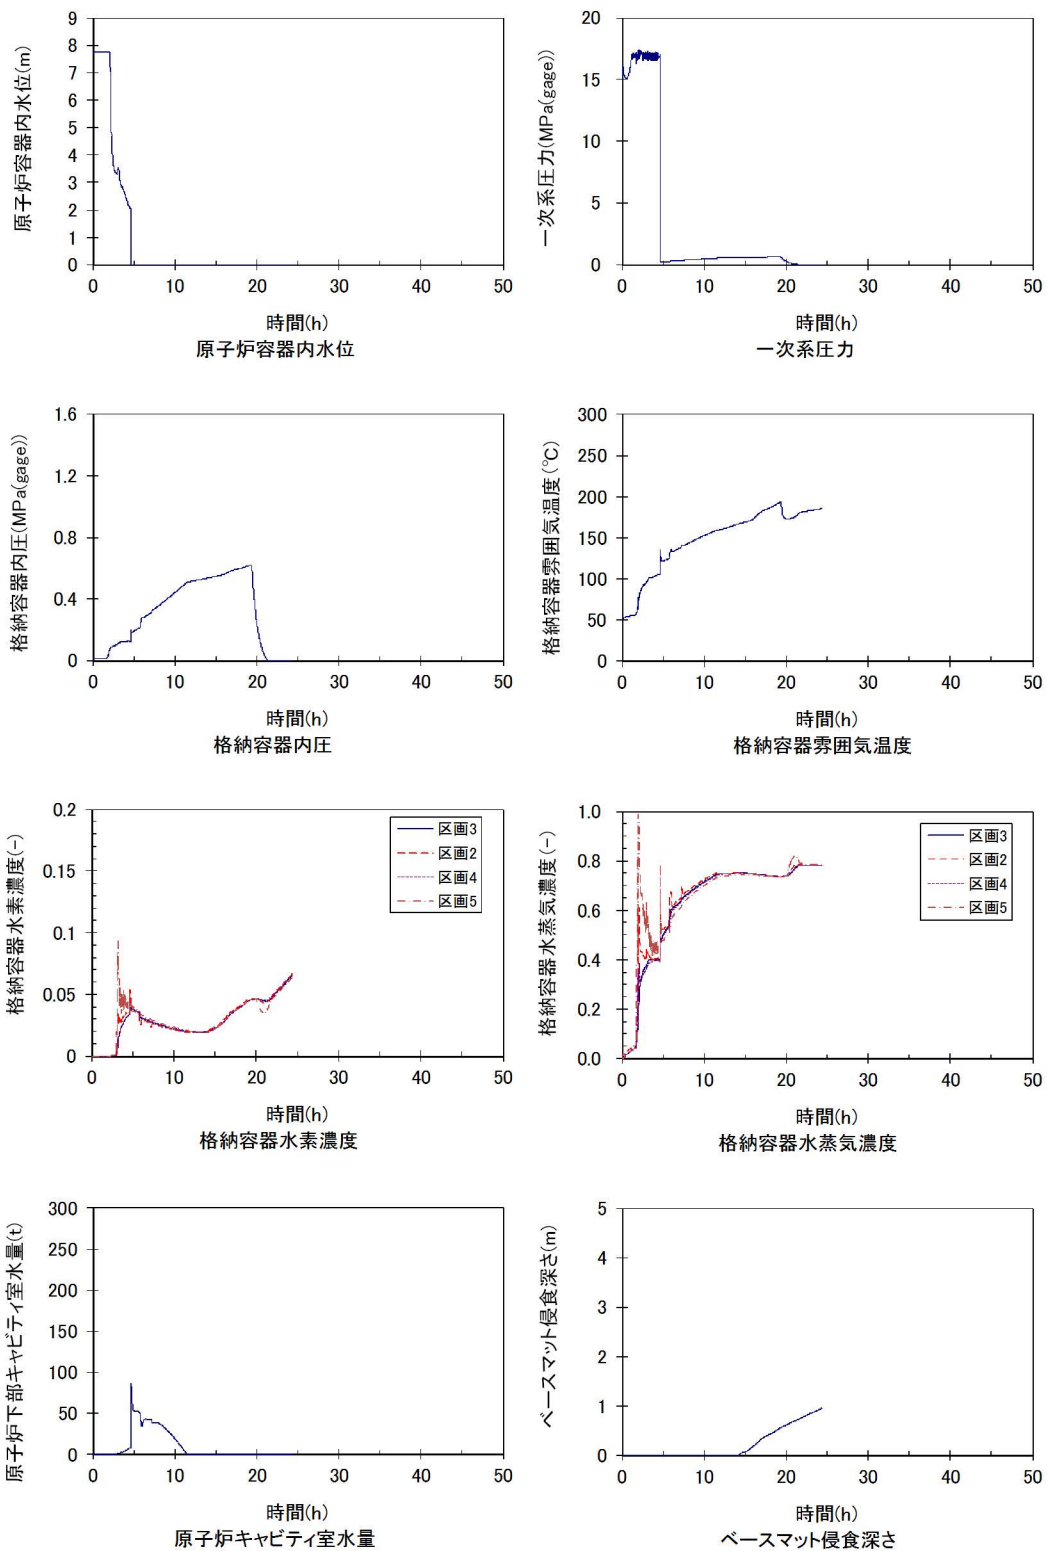 原子炉容器内水位(m)
9
8
7
6
5
4
3
2
1
0
0 10 20 30 40 50
時間(h)
原子炉容器内水位
一次系圧力(MPa(gage))
20
15
10
5
0
0 10 20 30 40 50
時間(h)
一次系圧力
格納容器内圧(MPa(gage))
1.6
1.2
0.8
0.4
0
0 10 20 30 40 50
時間(h)
格納容器内圧
格納容器雰囲気温度(℃)
300
250
200
150
100
50
0
0 10 20 30 40 50
時間(h)
格納容器雰囲気温度
格納容器水素濃度(-)
0.2
0.15
0.1
0.05
0
区画3
区画2
区画4
区画5
0 10 20 30 40 50
時間(h)
格納容器水素濃度
格納容器水蒸気濃度(-)
1.0
0.8
0.6
0.4
0.2
0.0
区画3
区画2
区画4
区画5
0 10 20 30 40 50
時間(h)
格納容器水蒸気濃度
原子炉下部キャビティ室水量(t)
300
250
200
150
100
50
0
0 10 20 30 40 50
時間(h)
原子炉キャビティ室水量
ベースマット侵食深さ(m)
5
4
3
2
1
0
0 10 20 30 40 50
時間(h)
ベースマット侵食深さ